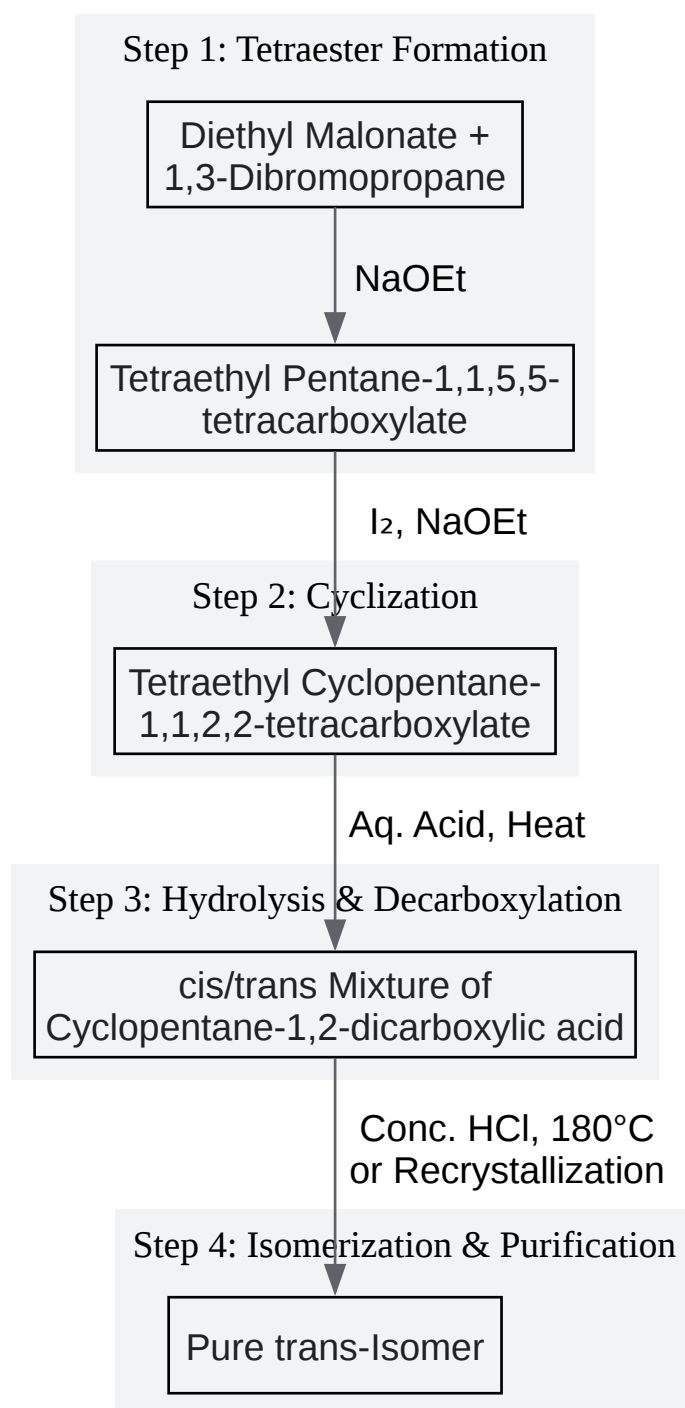 Step 1: Tetraester Formation
Diethyl Malonate +
1,3-Dibromopropane
NaOEt
Tetraethyl Pentane-1,1,5,5-
tetracarboxylate
I₂, NaOEt
Step 2: Cyclization
Tetraethyl Cyclopentane-
1,1,2,2-tetracarboxylate
Aq. Acid, Heat
Step 3: Hydrolysis & Decarboxylation
cis/trans Mixture of
Cyclopentane-1,2-dicarboxylic acid
Conc. HCl, 180°C
or Recrystallization
Step 4: Isomerization & Purification
Pure trans-Isomer